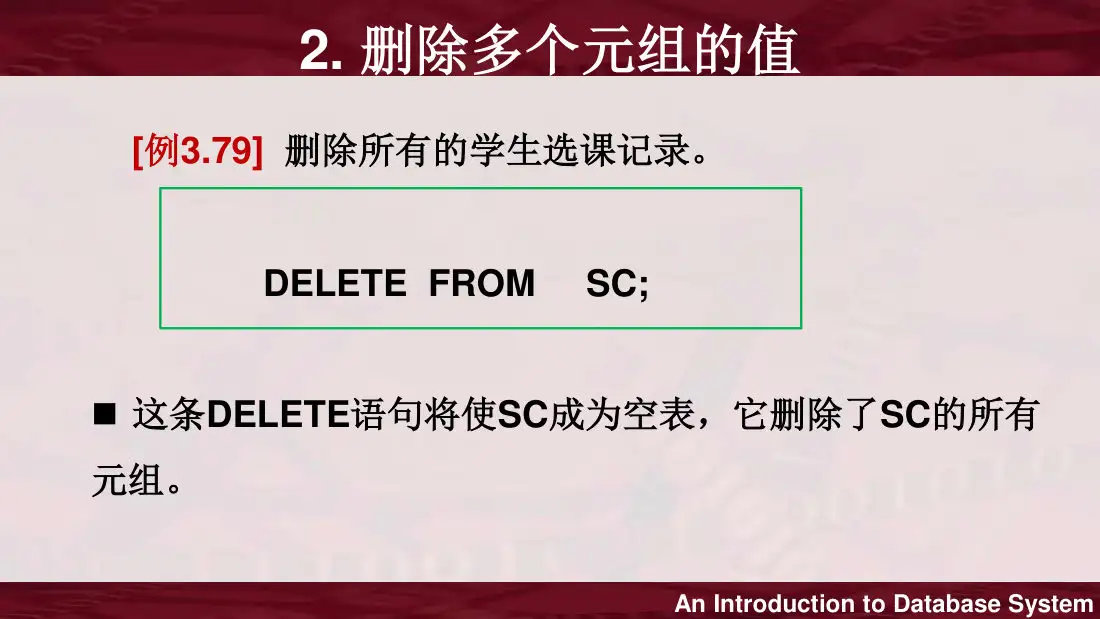 2. 删除多个元组的值
[例3.79] 删除所有的学生选课记录。
DELETE FROM SC;
■ 这条DELETE语句将使SC成为空表，它删除了SC的所有
元组。
An Introduction to Database System